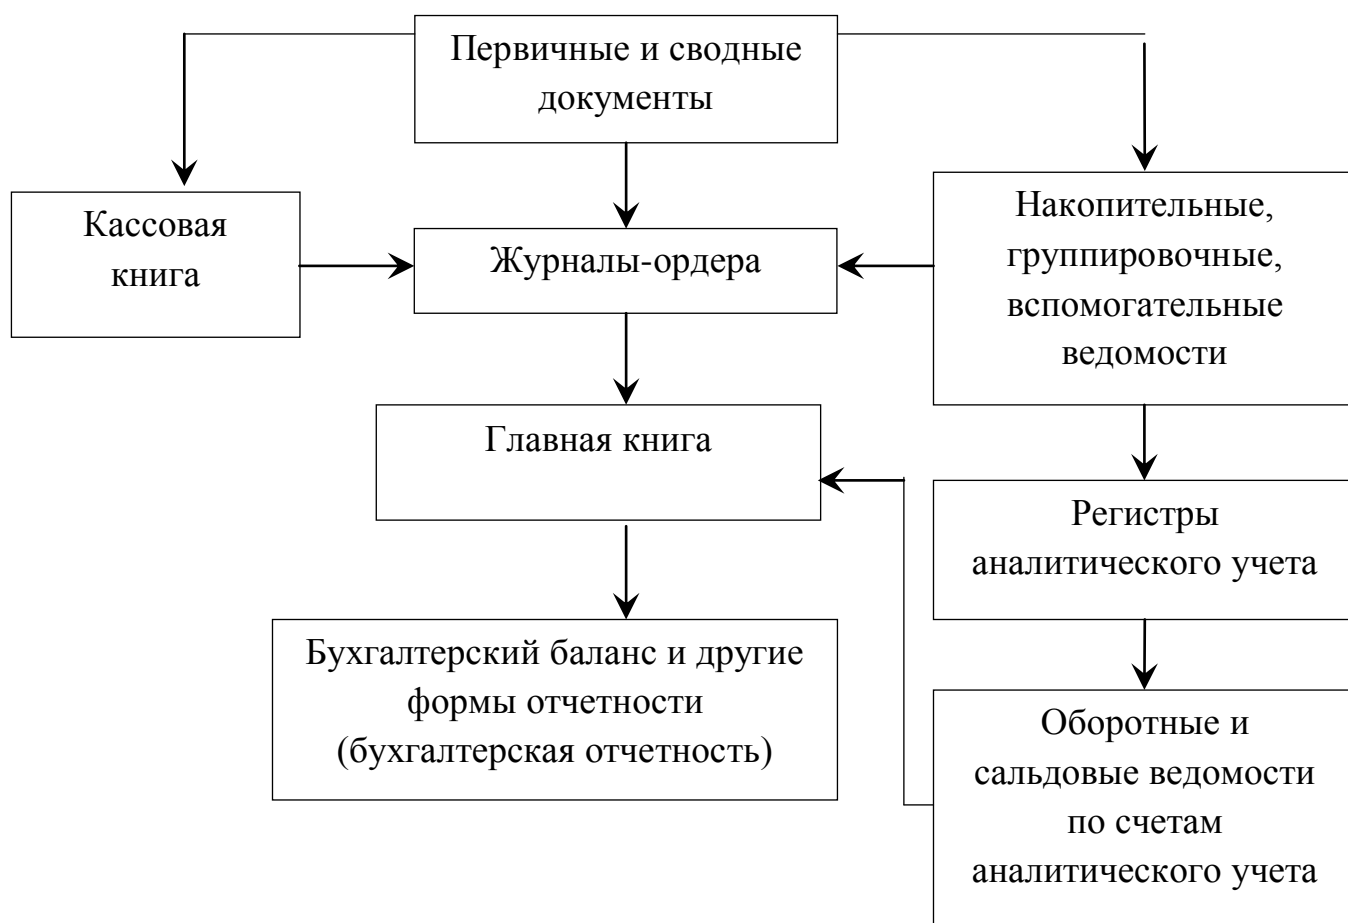 Первичные и сводные
документы
Кассовая
книга
Журналы-ордера
Накопительные,
группировочные,
вспомогательные
ведомости
Главная книга
Регистры
аналитического учета
Бухгалтерский баланс и другие
формы отчетности
(бухгалтерская отчетность)
Оборотные и
сальдовые ведомости
по счетам
аналитического учета